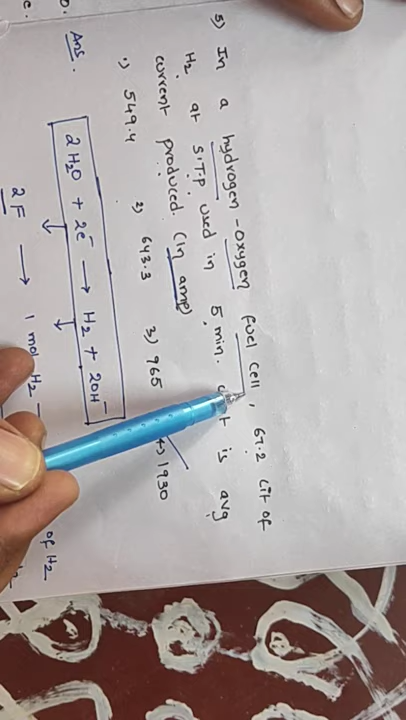 5) In a hydrogen-oxygen fuel cell, 67.2 Lit of
H₂ at S.T.P used in 5 min. is avg
current produced. (In amp)
1) 549.4 2) 643.3 3) 965 4) 1930
Ans.
2H₂O + 2e⁻ → H₂ + 2OH⁻
2F → 1 mol H₂
of H₂